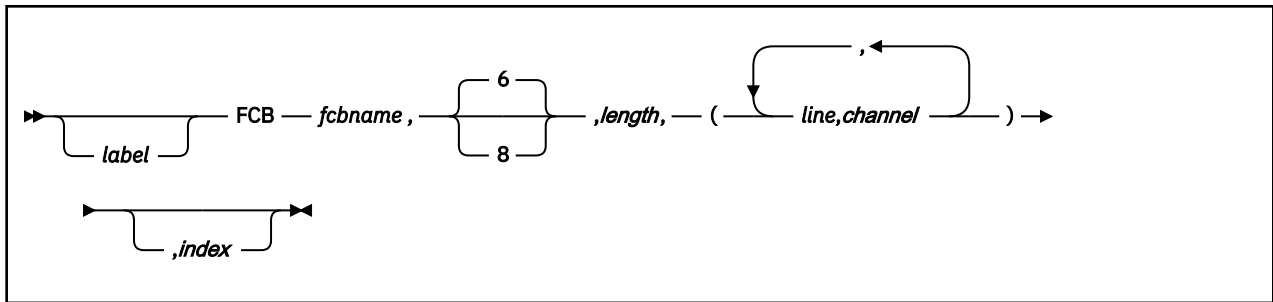 ,
6
FCB fcbname , ,length, ( line,channel )
label 8
,index